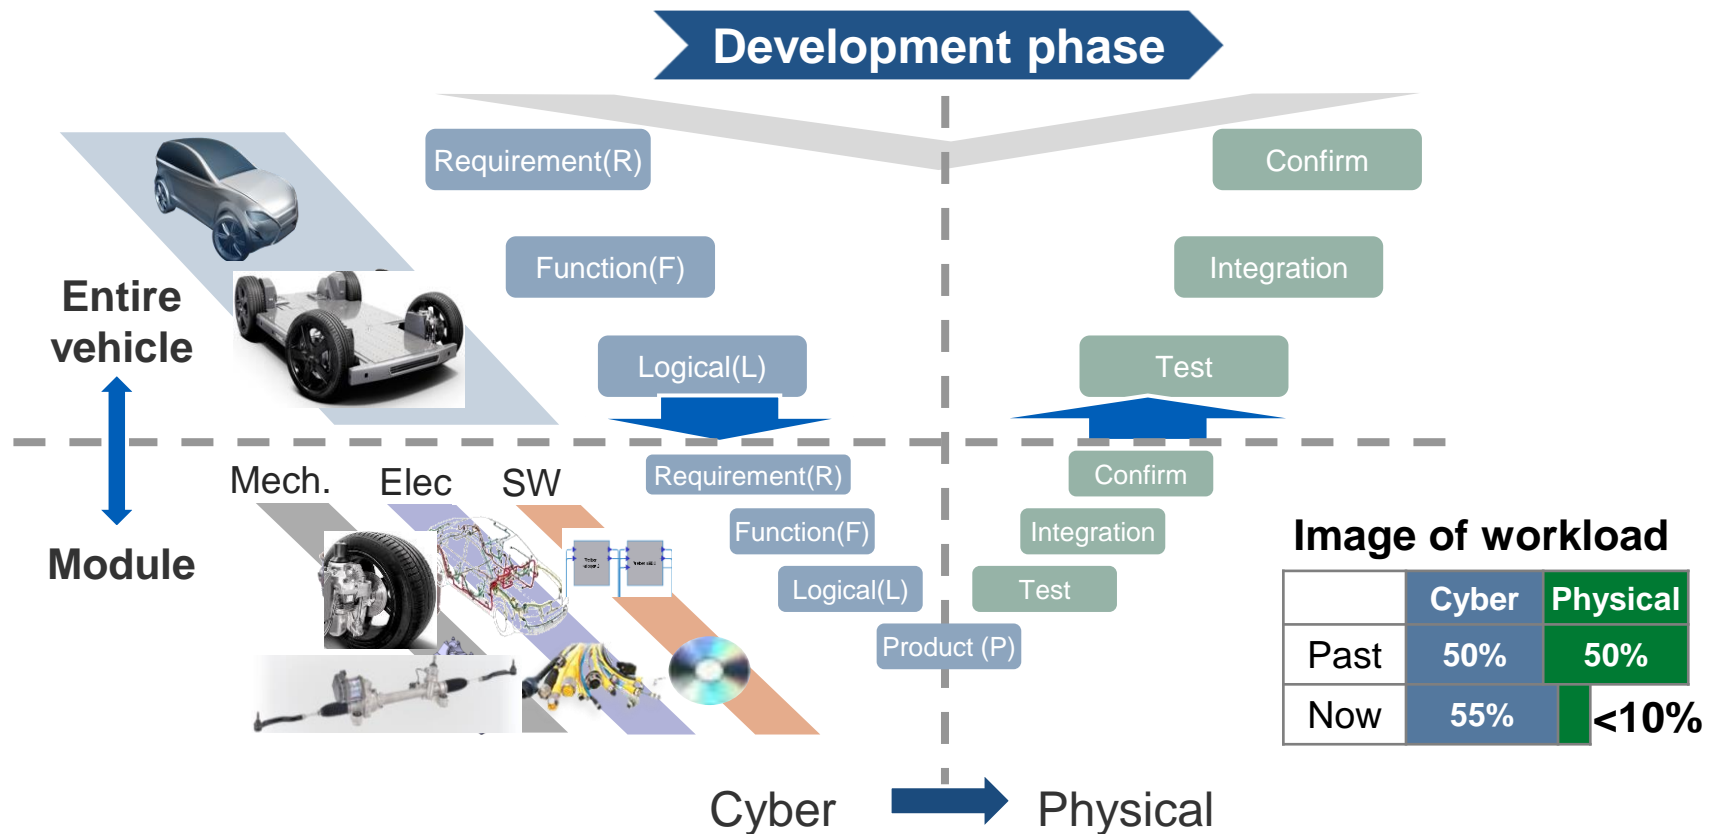 Development phase
Requirement(R)
Confirm
Function(F)
Integration
Entire
vehicle
Logical(L)
Test
Mech.
Elec
SW
Requirement(R)
Confirm
Function(F)
Integration
Module
Logical(L)
Test
Product (P)
Image of workload
Cyber Physical
Past 50% 50%
Now 55% <10%
Cyber
Physical